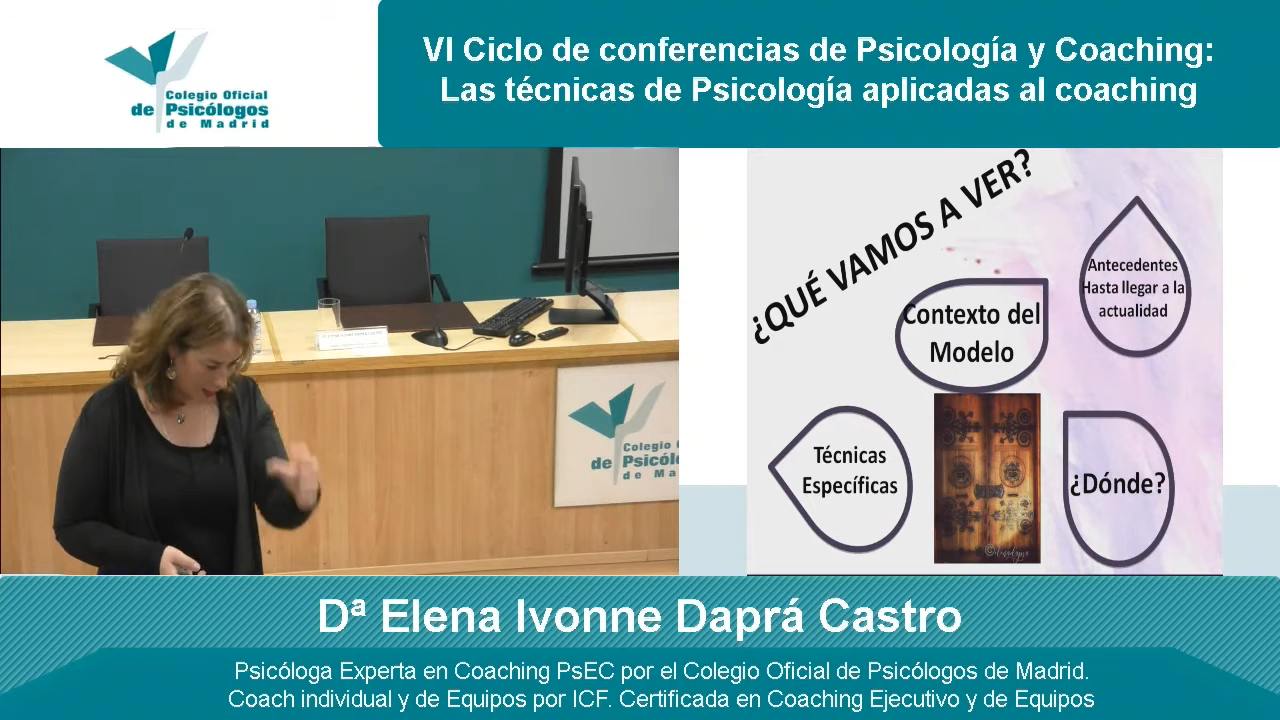 Colegio Oficial
de Psicólogos
de Madrid
VI Ciclo de conferencias de Psicología y Coaching:
Las técnicas de Psicología aplicadas al coaching
¿QUÉ VAMOS A VER?
Antecedentes
Hasta llegar a la
actualidad
Contexto del
Modelo
Técnicas
Específicas
¿Dónde?
Colegio
de Psicól
de Ma
Dª Elena Ivonne Daprá Castro
Psicóloga Experta en Coaching PsEC por el Colegio Oficial de Psicólogos de Madrid.
Coach individual y de Equipos por ICF. Certificada en Coaching Ejecutivo y de Equipos